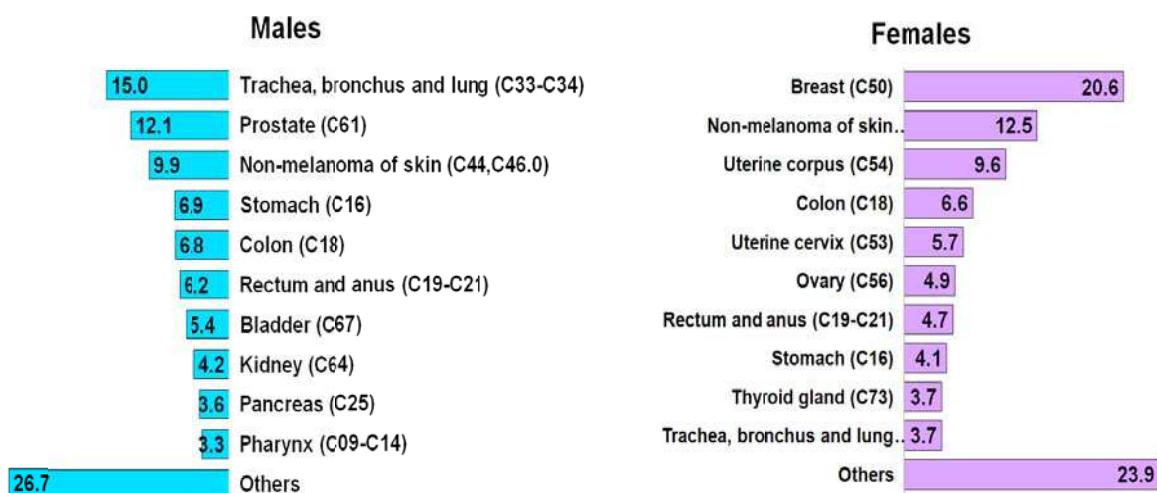 Males
15.0 Trachea, bronchus and lung (C33-C34)
12.1 Prostate (C61)
9.9 Non-melanoma of skin (C44,C46.0)
6.9 Stomach (C16)
6.8 Colon (C18)
6.2 Rectum and anus (C19-C21)
5.4 Bladder (C67)
4.2 Kidney (C64)
3.6 Pancreas (C25)
3.3 Pharynx (C09-C14)
26.7 Others
Females
Breast (C50) 20.6
Non-melanoma of skin.. 12.5
Uterine corpus (C54) 9.6
Colon (C18) 6.6
Uterine cervix (C53) 5.7
Ovary (C56) 4.9
Rectum and anus (C19-C21) 4.7
Stomach (C16) 4.1
Thyroid gland (C73) 3.7
Trachea, bronchus and lung.. 3.7
Others 23.9